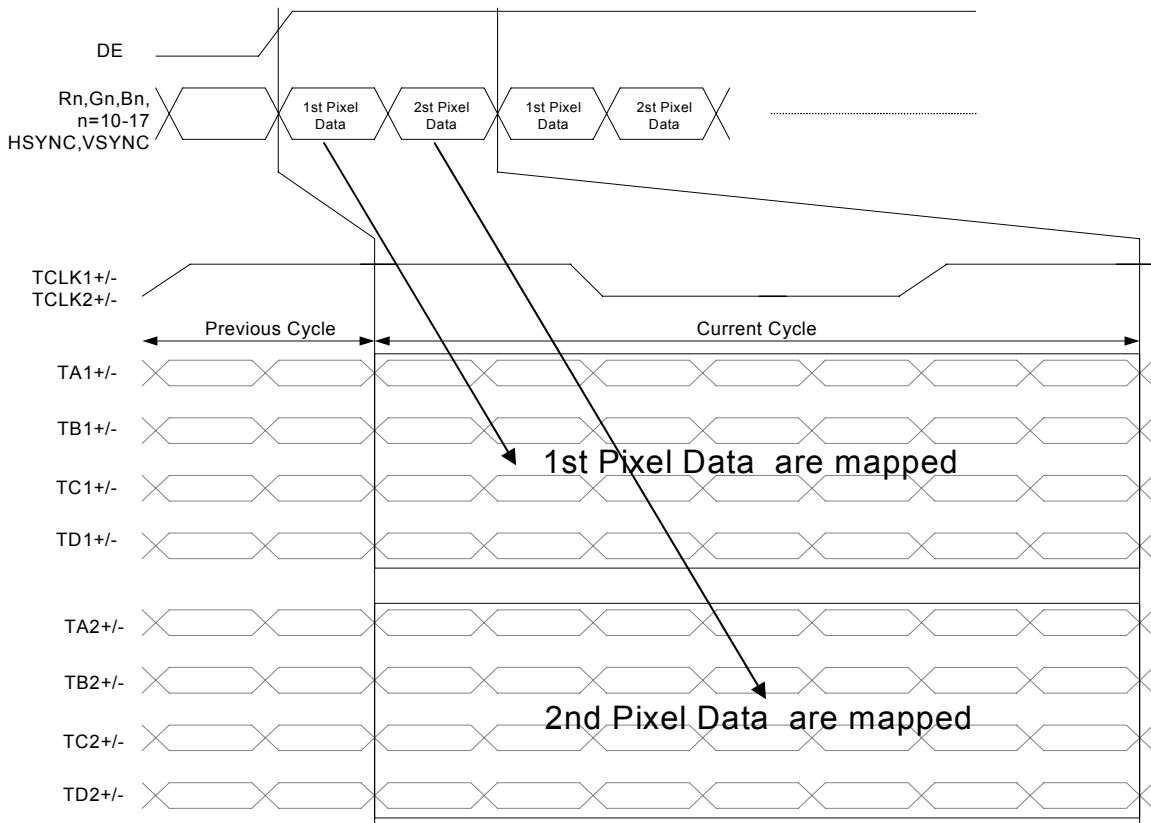 DE
Rn,Gn,Bn,
n=10-17
HSYNC,VSYNC
1st Pixel
Data
2st Pixel
Data
1st Pixel
Data
2st Pixel
Data
TCLK1+/-
TCLK2+/-
Previous Cycle
Current Cycle
TA1+/-
TB1+/-
1st Pixel Data are mapped
TC1+/-
TD1+/-
TA2+/-
TB2+/-
2nd Pixel Data are mapped
TC2+/-
TD2+/-